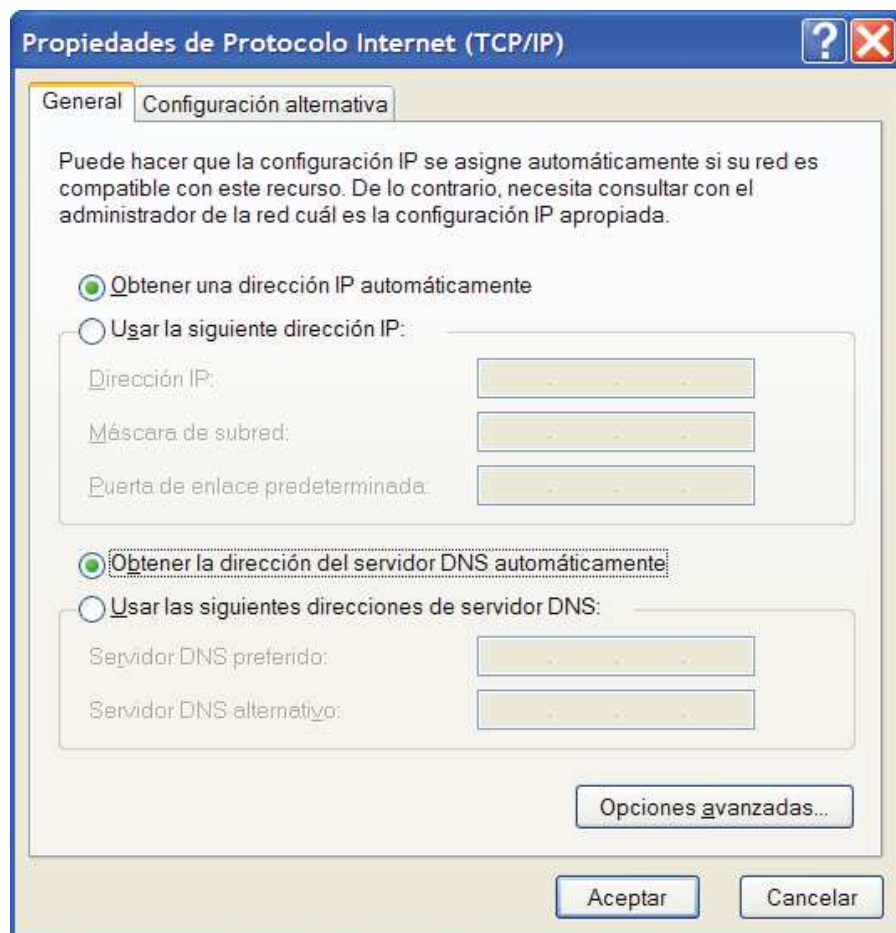 Propiedades de Protocolo Internet (TCP/IP)
General
Configuración alternativa
Puede hacer que la configuración IP se asigne automáticamente si su red es
compatible con este recurso. De lo contrario, necesita consultar con el
administrador de la red cuál es la configuración IP apropiada.
Obtener una dirección IP automáticamente
Usar la siguiente dirección IP:
Dirección IP:
Máscara de subred:
Puerta de enlace predeterminada:
Obtener la dirección del servidor DNS automáticamente
Usar las siguientes direcciones de servidor DNS:
Servidor DNS preferido:
Servidor DNS alternativo:
Opciones avanzadas...
Aceptar
Cancelar